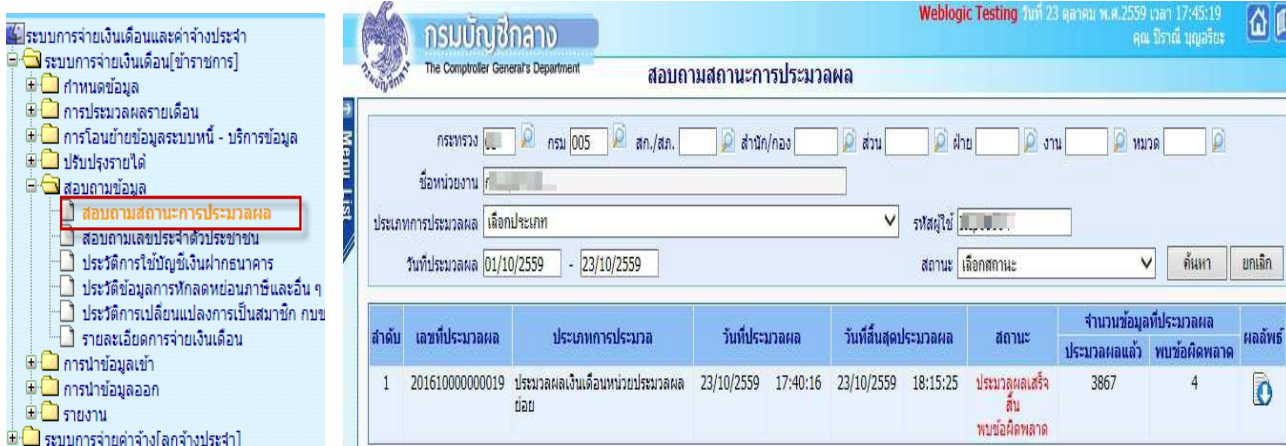 ระบบการจ่ายเงินเดือนและค่าจ้างประจำ
ระบบการจ่ายเงินเดือน[ข้าราชการ]
กำหนดข้อมูล
การประมวลผลรายเดือน
การโอนย้ายข้อมูลระบบหนี้ - บริการข้อมูล
ปรับปรุงรายได้
สอบถามข้อมูล
สอบถามสถานะการประมวลผล
สอบถามเลขประจำตัวประชาชน
ประวัติการใช้บัญชีเงินฝากธนาคาร
ประวัติข้อมูลการหักลดหย่อนภาษีและอื่น ๆ
ประวัติการเปลี่ยนแปลงการเป็นสมาชิก กบข
รายละเอียดการจ่ายเงินเดือน
การนำข้อมูลเข้า
การนำข้อมูลออก
รายงาน
ระบบการจ่ายค่าจ้าง[ลูกจ้างประจำ]
กรมบัญชีกลาง
The Comptroller General's Department
Weblogic Testing วันที่ 23 ตุลาคม พ.ศ.2559 เวลา 17:45:19
คุณ ปิราณี บุญอริยะ
สอบถามสถานะการประมวลผล
Menu List
กระทรวง กรม 005 สก./สภ. สำนัก/กอง ส่วน ฝ่าย งาน หมวด
ชื่อหน่วยงาน
ประเภทการประมวลผล เลือกประเภท รหัสผู้ใช้
วันที่ประมวลผล 01/10/2559 - 23/10/2559 สถานะ เลือกสถานะ ค้นหา ยกเลิก
ลำดับ เลขที่ประมวลผล ประเภทการประมวล วันที่ประมวลผล วันที่สิ้นสุดประมวลผล สถานะ จำนวนข้อมูลที่ประมวลผล ผลลัพธ์
ประมวลผลแล้ว พบข้อผิดพลาด
1 201610000000019 ประมวลผลเงินเดือนหน่วยประมวลผล 23/10/2559 17:40:16 23/10/2559 18:15:25 ประมวลผลเสร็จ 3867 4
ย่อย สิ้น
พบข้อผิดพลาด